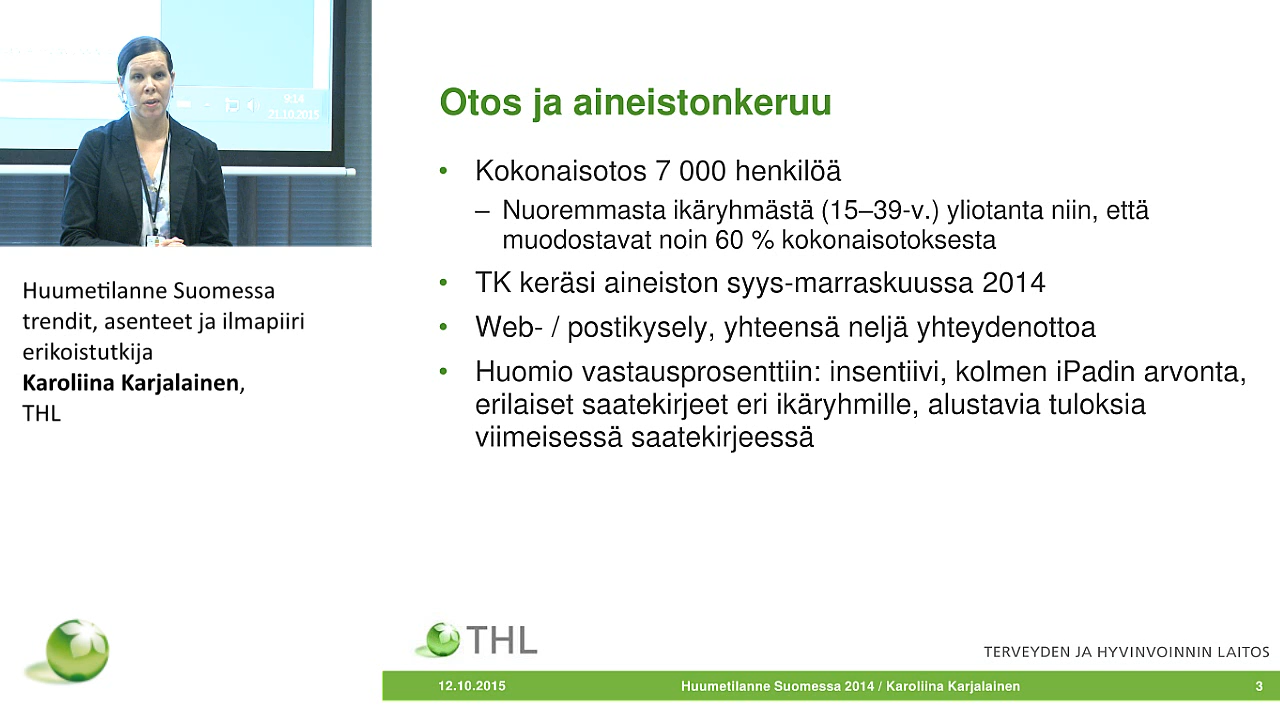 9:14
21.10.2015
Huumetilanne Suomessa
trendit, asenteet ja ilmapiiri
erikoistutkija
Karoliina Karjalainen,
THL
Otos ja aineistonkeruu
• Kokonaisotos 7 000 henkilöä
– Nuoremmasta ikäryhmästä (15–39-v.) yliotanta niin, että
muodostavat noin 60 % kokonaisotoksesta
• TK keräsi aineiston syys-marraskuussa 2014
• Web- / postikysely, yhteensä neljä yhteydenottoa
• Huomio vastausprosenttiin: insentiivi, kolmen iPadin arvonta,
erilaiset saatekirjeet eri ikäryhmille, alustavia tuloksia
viimeisessä saatekirjeessä
THL
TERVEYDEN JA HYVINVOINNIN LAITOS
12.10.2015 Huumetilanne Suomessa 2014 / Karoliina Karjalainen 3